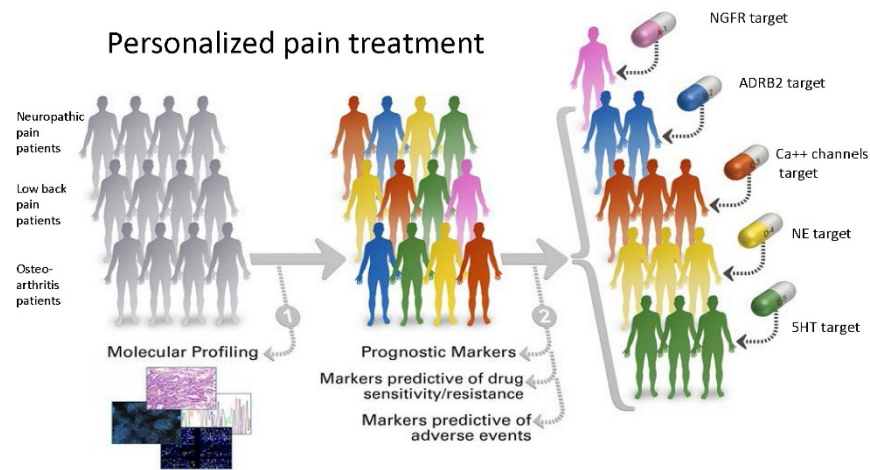 Personalized pain treatment
NGFR target
ADRB2 target
Ca++ channels
target
NE target
5HT target
Neuropathic
pain
patients
Low back
pain
patients
Osteo-
arthritis
patients
1
2
Molecular Profiling
Prognostic Markers
Markers predictive of drug
sensitivity/resistance
Markers predictive of
adverse events